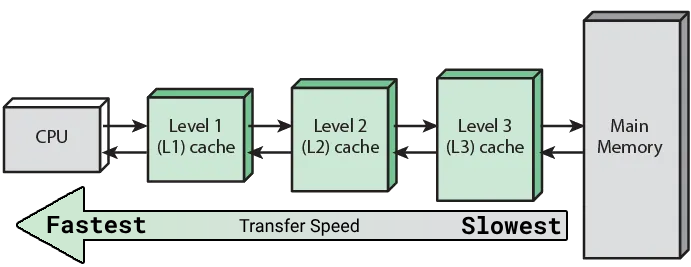 CPU
Level 1
(L1) cache
Level 2
(L2) cache
Level 3
(L3) cache
Main
Memory
Fastest
Transfer Speed
Slowest